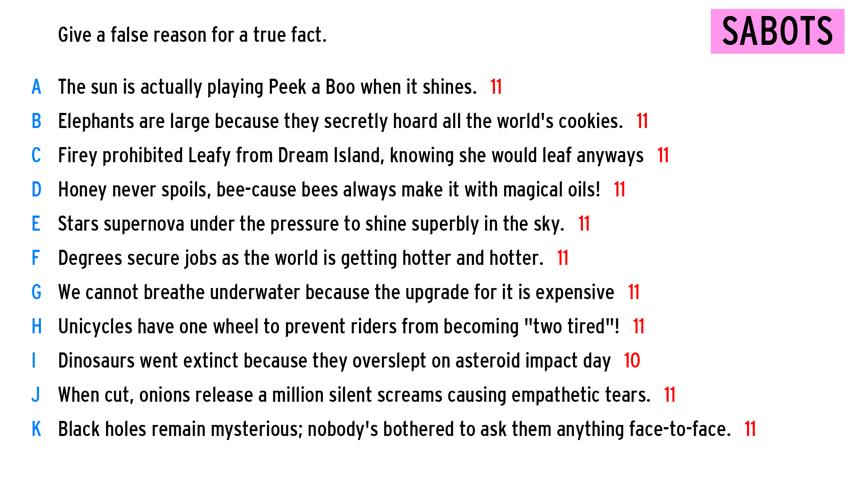 Give a false reason for a true fact.
SABOTS
A The sun is actually playing Peek a Boo when it shines. 11
B Elephants are large because they secretly hoard all the world's cookies. 11
C Firey prohibited Leafy from Dream Island, knowing she would leaf anyways 11
D Honey never spoils, bee-cause bees always make it with magical oils! 11
E Stars supernova under the pressure to shine superbly in the sky. 11
F Degrees secure jobs as the world is getting hotter and hotter. 11
G We cannot breathe underwater because the upgrade for it is expensive 11
H Unicycles have one wheel to prevent riders from becoming "two tired"! 11
I Dinosaurs went extinct because they overslept on asteroid impact day 10
J When cut, onions release a million silent screams causing empathetic tears. 11
K Black holes remain mysterious; nobody's bothered to ask them anything face-to-face. 11